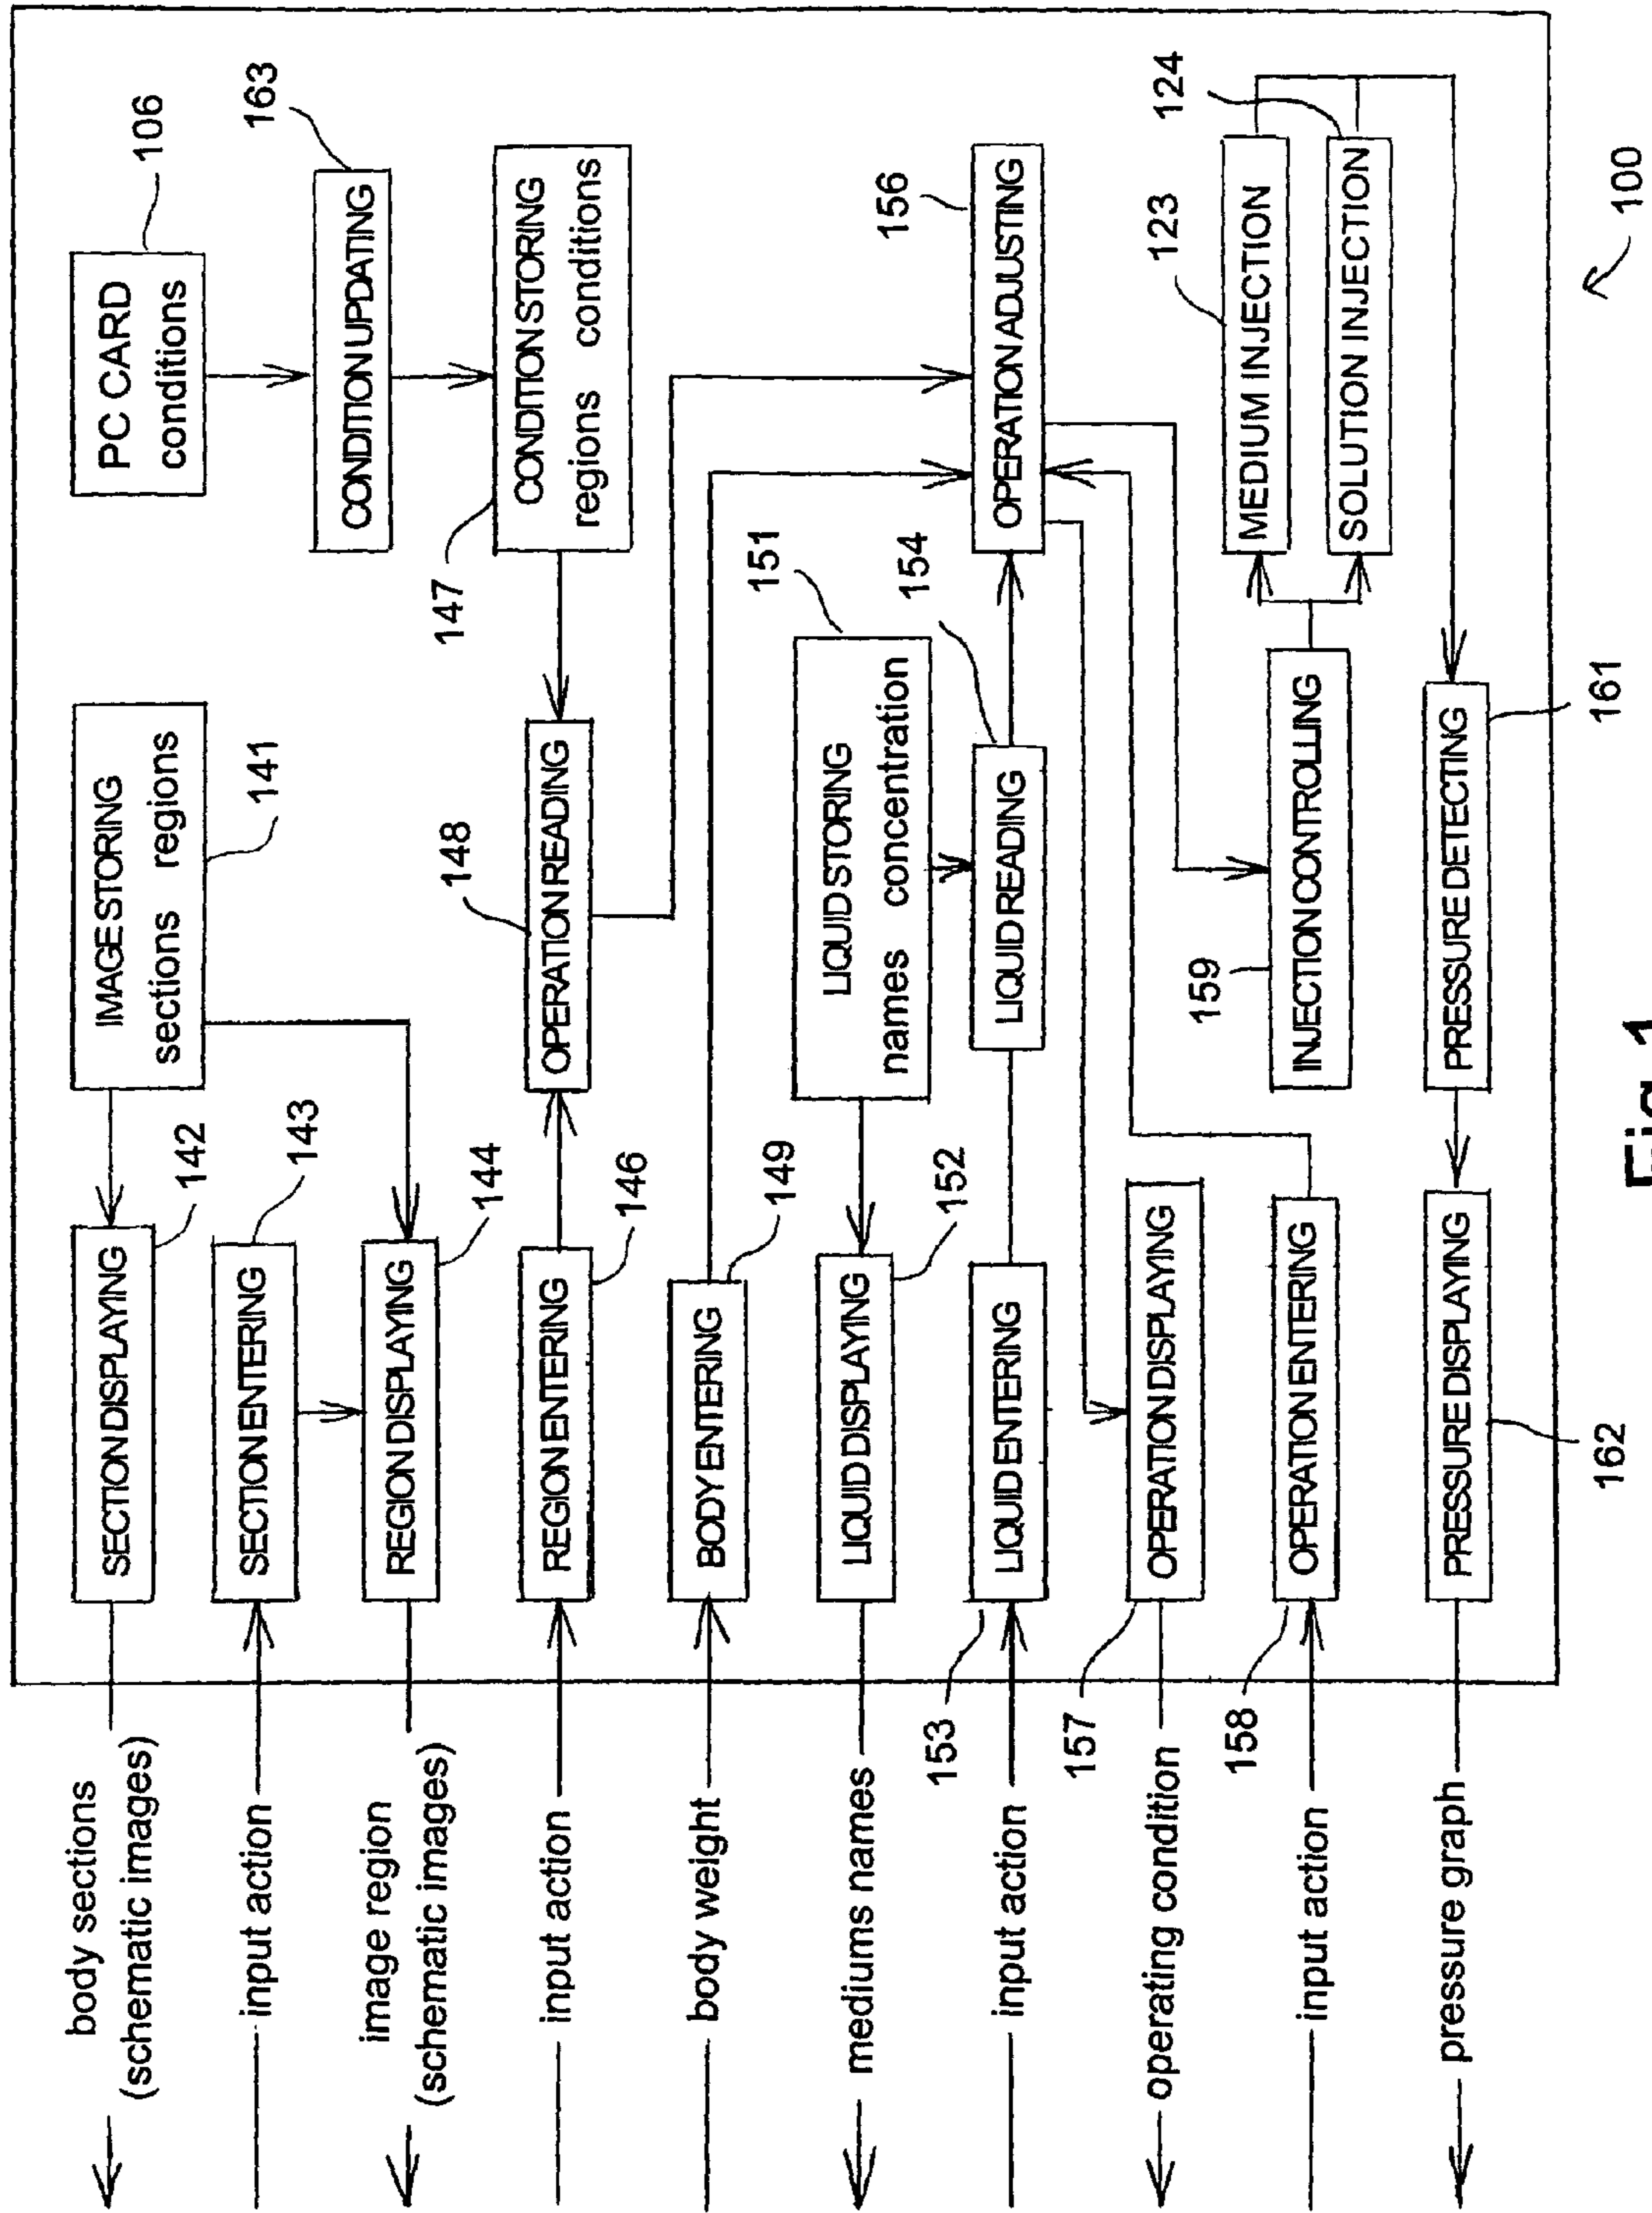 body sections
(schematic images)
SECTION DISPLAYING
142
IMAGE STORING
sections regions
141
PC CARD
conditions
106
input action
SECTION ENTERING
143
CONDITION UPDATING
163
image region
(schematic images)
REGION DISPLAYING
144
input action
REGION ENTERING
146
OPERATION READING
148
CONDITION STORING
regions conditions
147
body weight
BODY ENTERING
149
mediums names
LIQUID DISPLAYING
152
LIQUID STORING
names concentration
151
input action
153
LIQUID ENTERING
LIQUID READING
154
OPERATION ADJUSTING
156
operating condition
157
OPERATION DISPLAYING
input action
158
OPERATION ENTERING
INJECTION CONTROLLING
159
MEDIUM INJECTION
123
SOLUTION INJECTION
124
pressure graph
PRESSURE DISPLAYING
162
PRESSURE DETECTING
161
100
Fig. 1